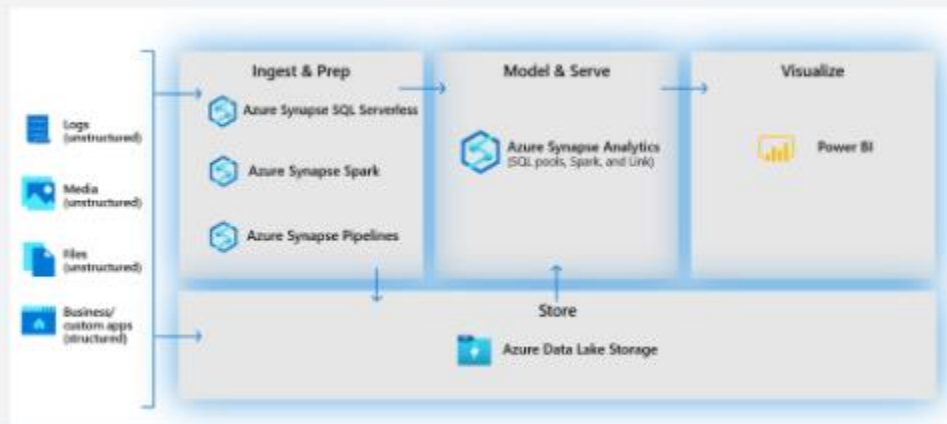 Ingest & Prep
Azure Synapse SQL Serverless
Azure Synapse Spark
Azure Synapse Pipelines
Model & Serve
Azure Synapse Analytics
(SQL pools, Spark, and Link)
Visualize
Power BI
Logs
(unstructured)
Media
(unstructured)
Files
(unstructured)
Business/
custom apps
(structured)
Store
Azure Data Lake Storage